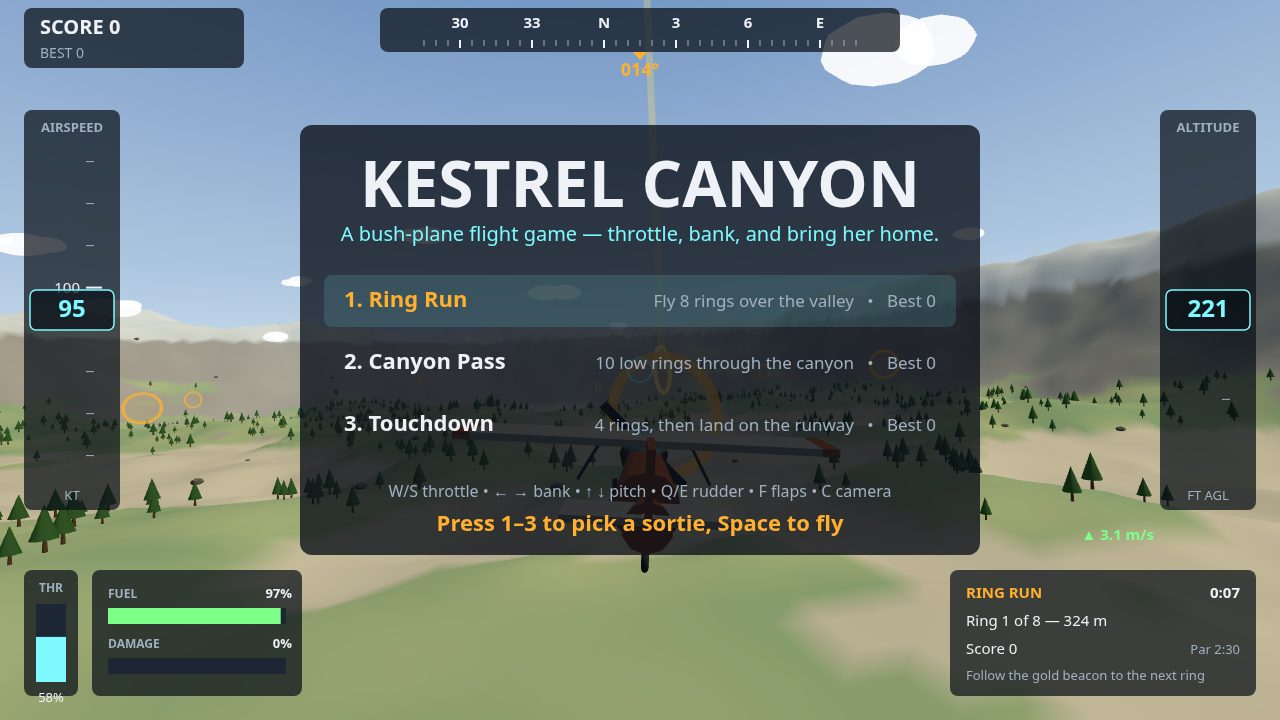 SCORE 0
BEST 0
30 33 N 3 6 E
014°
AIRSPEED
100
95
KT
ALTITUDE
221
FT AGL
▲ 3.1 m/s
KESTREL CANYON
A bush-plane flight game — throttle, bank, and bring her home.
1. Ring Run Fly 8 rings over the valley • Best 0
2. Canyon Pass 10 low rings through the canyon • Best 0
3. Touchdown 4 rings, then land on the runway • Best 0
W/S throttle • ← → bank • ↑ ↓ pitch • Q/E rudder • F flaps • C camera
Press 1–3 to pick a sortie, Space to fly
THR
58%
FUEL 97%
DAMAGE 0%
RING RUN 0:07
Ring 1 of 8 — 324 m
Score 0 Par 2:30
Follow the gold beacon to the next ring